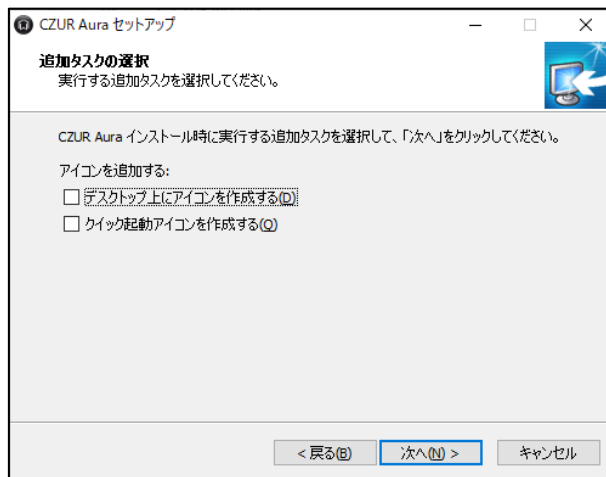 CZUR Aura セットアップ
追加タスクの選択
実行する追加タスクを選択してください。
CZUR Aura インストール時に実行する追加タスクを選択して、「次へ」をクリックしてください。
アイコンを追加する:
デスクトップ上にアイコンを作成する(D)
クイック起動アイコンを作成する(Q)
< 戻る(B) 次へ(N) > キャンセル